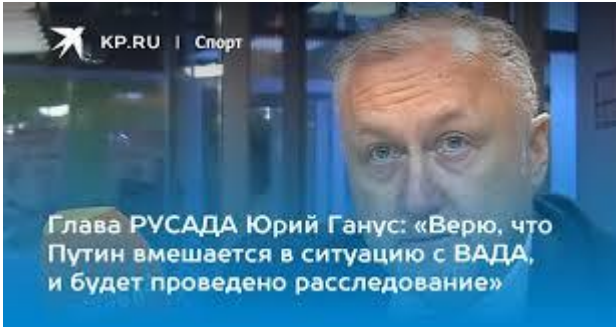 KP.RU | Спорт
Глава РУСАДА Юрий Ганус: «Верю, что
Путин вмешается в ситуацию с ВАДА,
и будет проведено расследование»